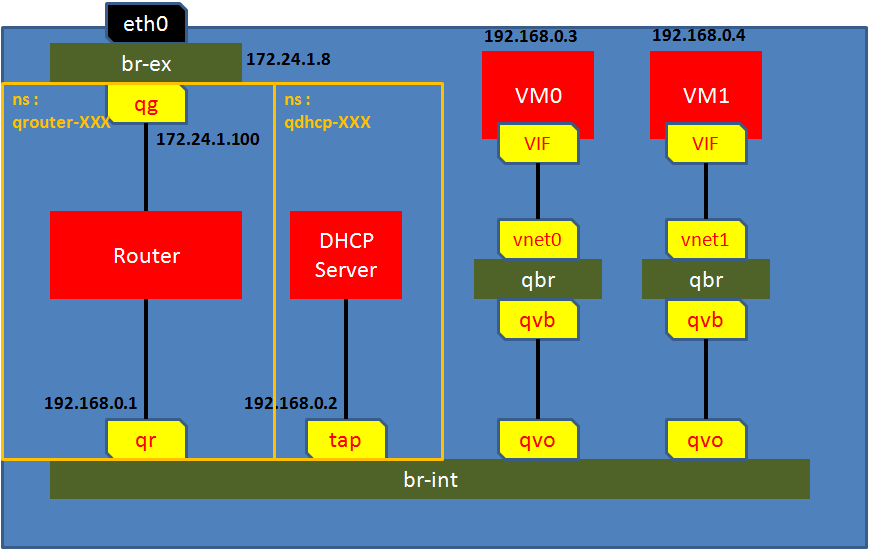 eth0
br-ex
172.24.1.8
192.168.0.3
192.168.0.4
ns :
qrouter-XXX
qg
172.24.1.100
ns :
qdhcp-XXX
VM0
VIF
VM1
VIF
Router
DHCP
Server
vnet0
qbr
qvb
vnet1
qbr
qvb
192.168.0.1
qr
192.168.0.2
tap
qvo
qvo
br-int